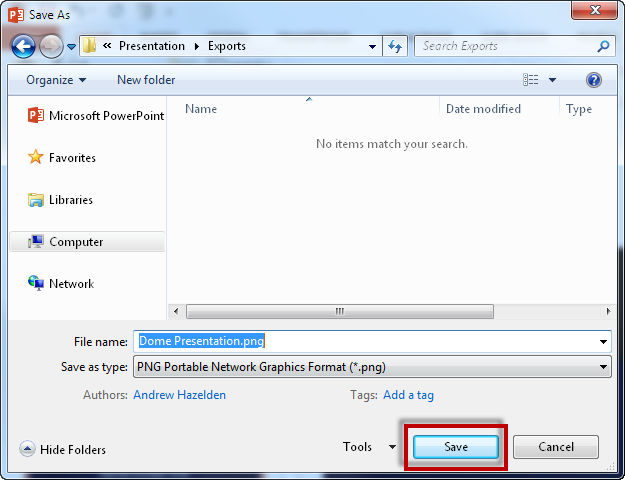 Save As
Presentation Exports
Search Exports
Organize New folder
Microsoft PowerPoint
Favorites
Libraries
Computer
Network
Name Date modified Type
No items match your search.
File name: Dome Presentation.png
Save as type: PNG Portable Network Graphics Format (*.png)
Authors: Andrew Hazelden Tags: Add a tag
Hide Folders Tools Save Cancel